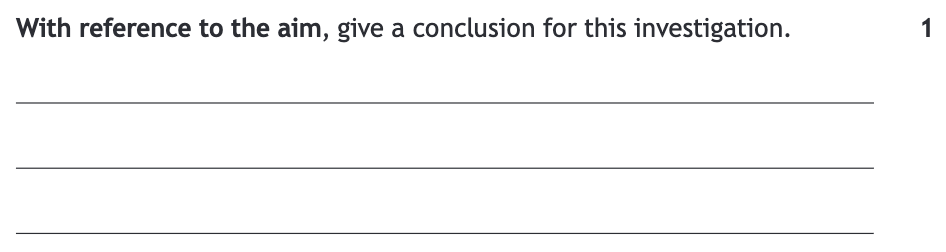 With reference to the aim, give a conclusion for this investigation. 1